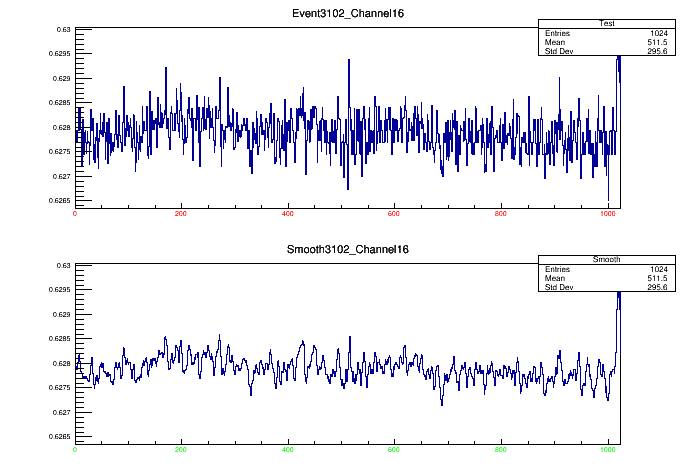 Event3102_Channel16
Test
Entries 1024
Mean 511.5
Std Dev 295.6
0.63
0.6295
0.629
0.6285
0.628
0.6275
0.627
0.6265
0 200 400 600 800 1000
Smooth3102_Channel16
Smooth
Entries 1024
Mean 511.5
Std Dev 295.6
0.63
0.6295
0.629
0.6285
0.628
0.6275
0.627
0.6265
0 200 400 600 800 1000